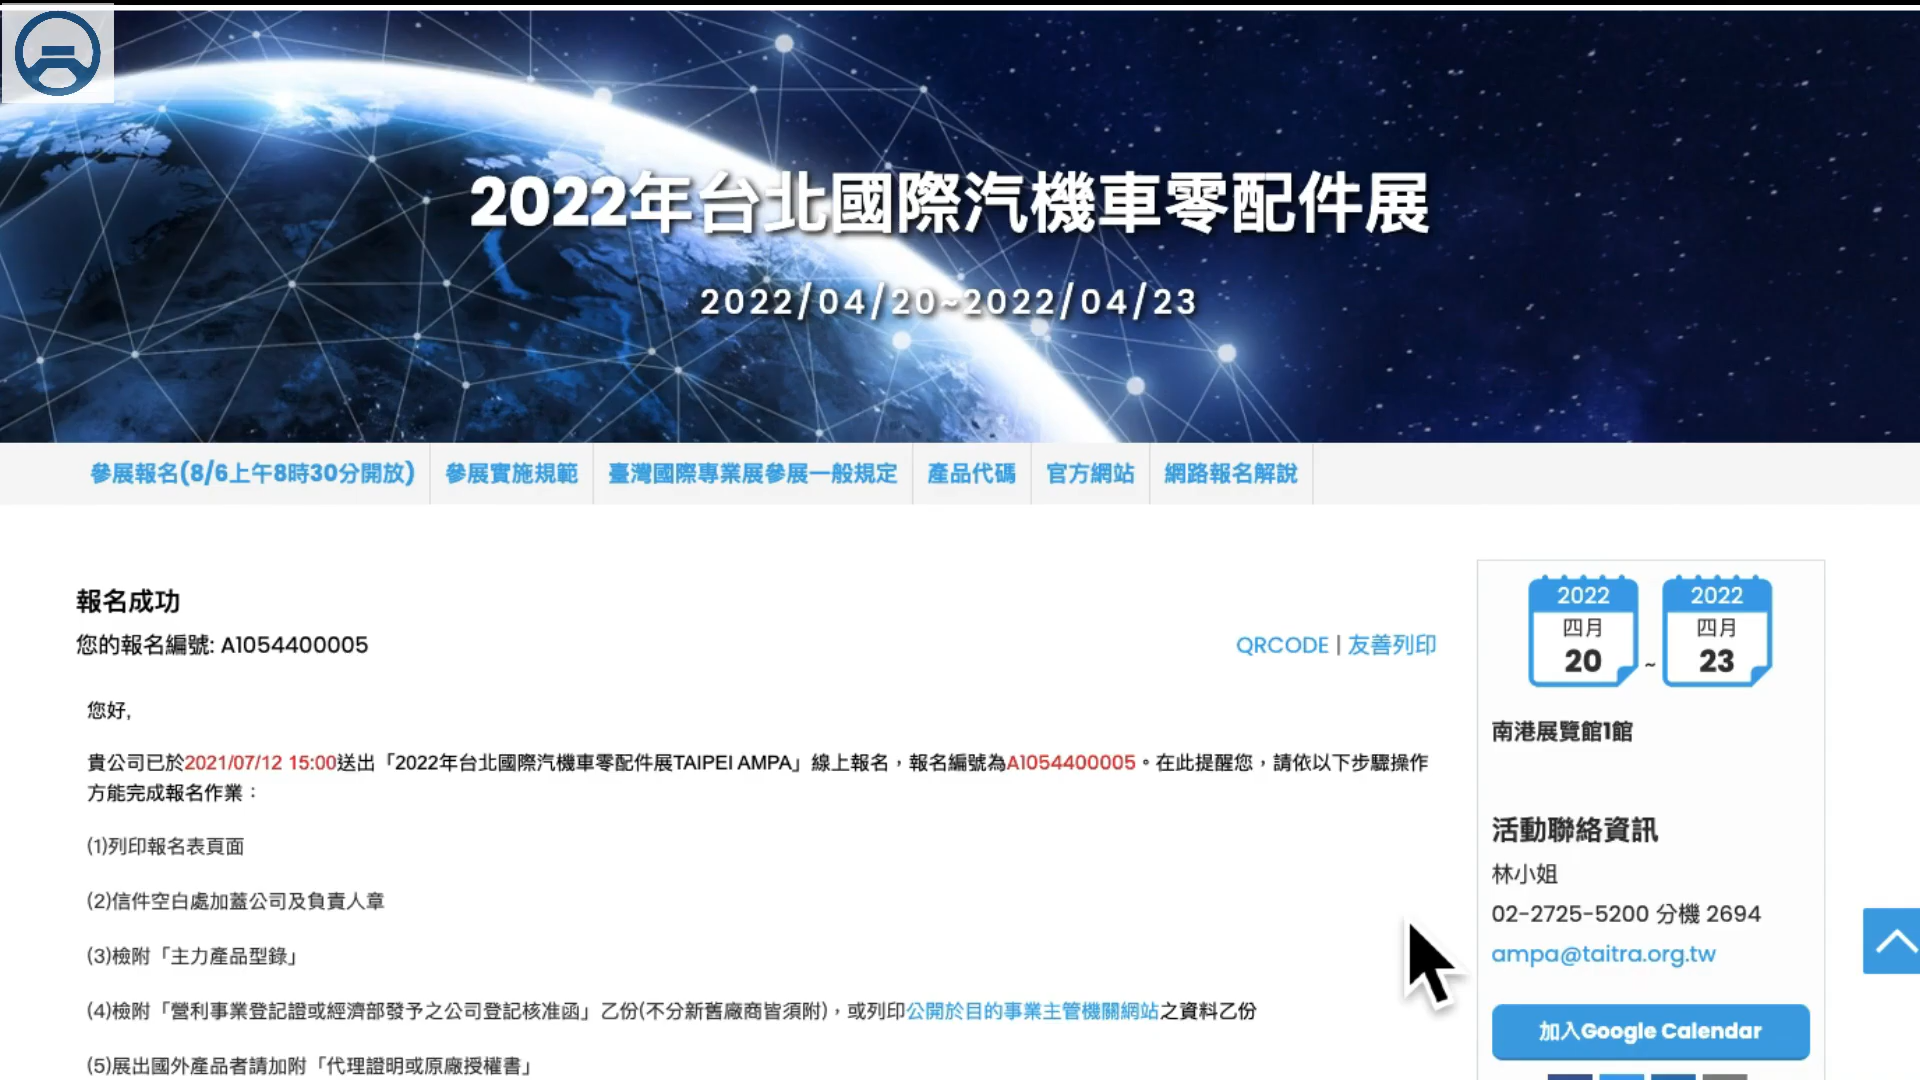 2022年台北國際汽機車零配件展
2022/04/20~2022/04/23
參展報名(8/6上午8時30分開放)
參展實施規範
臺灣國際專業展參展一般規定
產品代碼
官方網站
網路報名解說
報名成功
您的報名編號: A1054400005
QRCODE | 友善列印
您好,
貴公司已於2021/07/12 15:00送出「2022年台北國際汽機車零配件展TAIPEI AMPA」線上報名，報名編號為A1054400005。在此提醒您，請依以下步驟操作
方能完成報名作業：
(1)列印報名表頁面
(2)信件空白處加蓋公司及負責人章
(3)檢附「主力產品型錄」
(4)檢附「營利事業登記證或經濟部發予之公司登記核准函」乙份(不分新舊廠商皆須附)，或列印公開於目的事業主管機關網站之資料乙份
(5)展出國外產品者請加附「代理證明或原廠授權書」
2022
四月
20
~
2022
四月
23
南港展覽館1館
活動聯絡資訊
林小姐
02-2725-5200 分機 2694
ampa@taitra.org.tw
加入Google Calendar